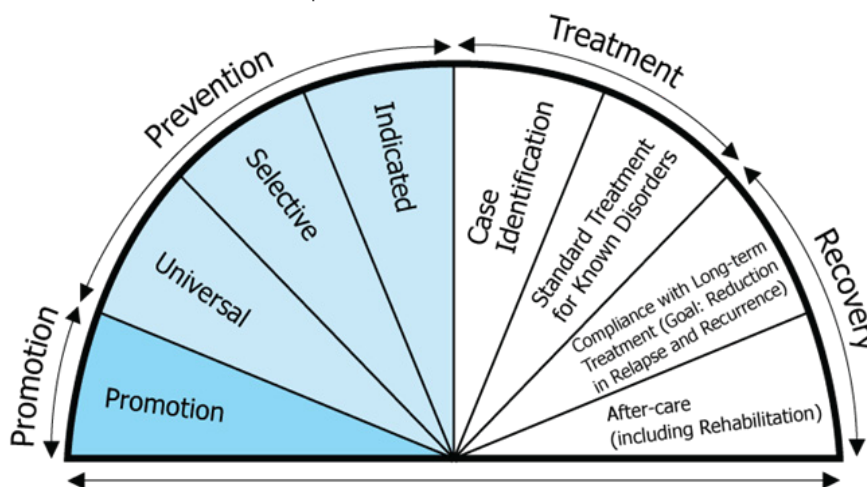 Promotion
Prevention
Treatment
Recovery
Promotion
Universal
Selective
Indicated
Case
Identification
Standard Treatment
for Known Disorders
Compliance with Long-term
Treatment (Goal: Reduction
in Relapse and Recurrence)
After-care
(including Rehabilitation)